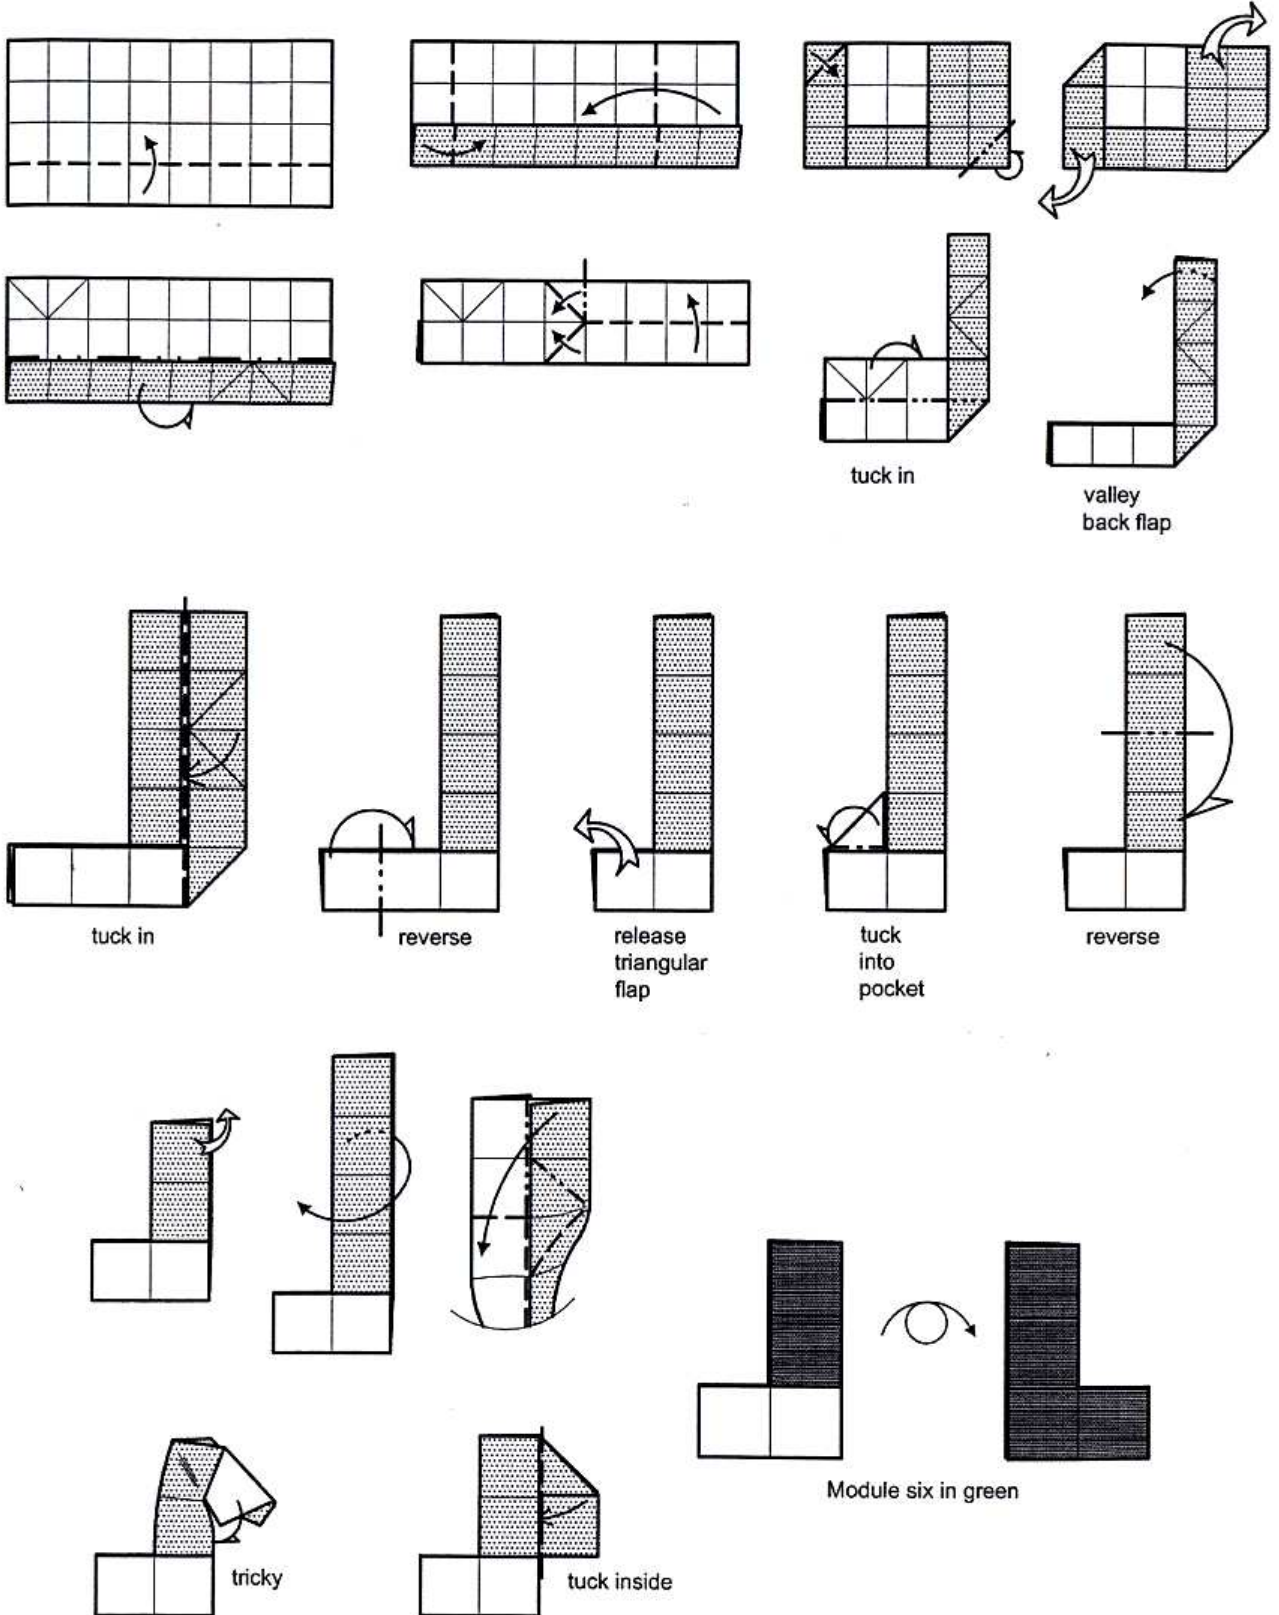 tuck in
valley
back flap
tuck in
reverse
release
triangular
flap
tuck
into
pocket
reverse
Module six in green
tricky
tuck inside